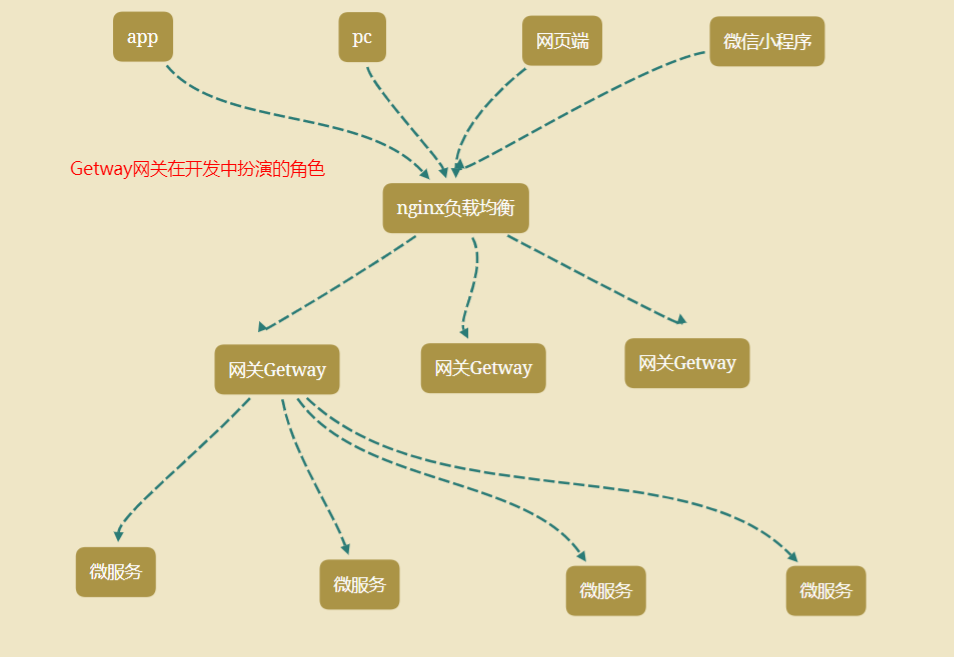 app
pc
网页端
微信小程序
Getway网关在开发中扮演的角色
nginx负载均衡
网关Getway
网关Getway
网关Getway
微服务
微服务
微服务
微服务